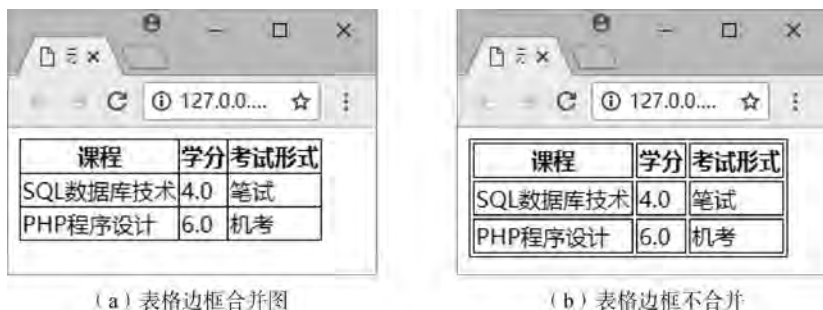 127.0.0....
课程 学分 考试形式
SQL数据库技术 4.0 笔试
PHP程序设计 6.0 机考
(a)表格边框合并图
127.0.0....
课程 学分 考试形式
SQL数据库技术 4.0 笔试
PHP程序设计 6.0 机考
(b)表格边框不合并